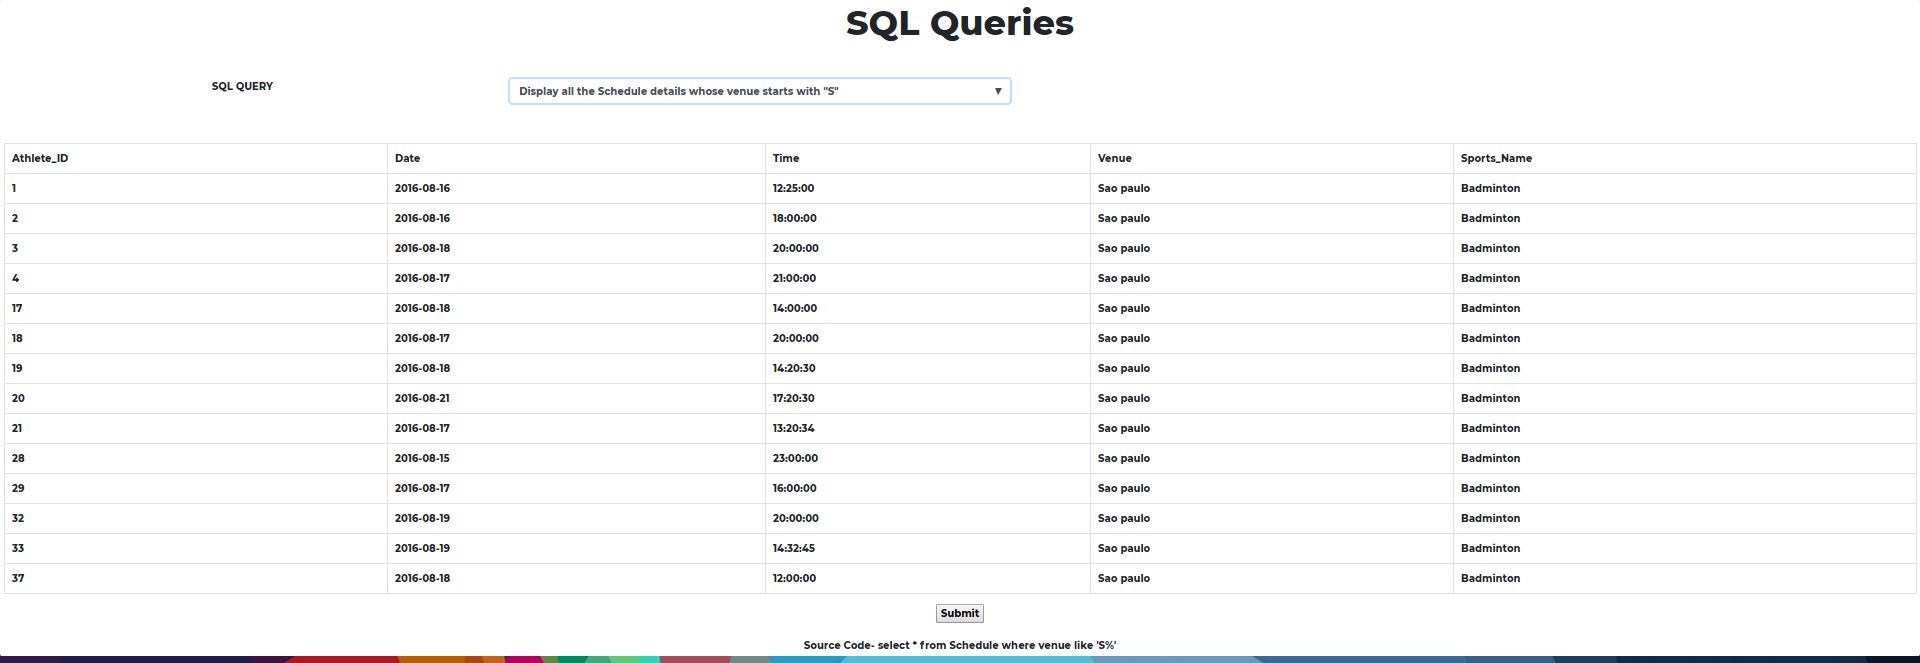 SQL Queries
SQL QUERY
Display all the Schedule details whose venue starts with "S"
Athlete_ID Date Time Venue Sports_Name
1 2016-08-16 12:25:00 Sao paulo Badminton
2 2016-08-16 18:00:00 Sao paulo Badminton
3 2016-08-18 20:00:00 Sao paulo Badminton
4 2016-08-17 21:00:00 Sao paulo Badminton
17 2016-08-18 14:00:00 Sao paulo Badminton
18 2016-08-17 20:00:00 Sao paulo Badminton
19 2016-08-18 14:20:30 Sao paulo Badminton
20 2016-08-21 17:20:30 Sao paulo Badminton
21 2016-08-17 13:20:34 Sao paulo Badminton
28 2016-08-15 23:00:00 Sao paulo Badminton
29 2016-08-17 16:00:00 Sao paulo Badminton
32 2016-08-19 20:00:00 Sao paulo Badminton
33 2016-08-19 14:32:45 Sao paulo Badminton
37 2016-08-18 12:00:00 Sao paulo Badminton
Submit
Source Code- select * from Schedule where venue like 'S%'